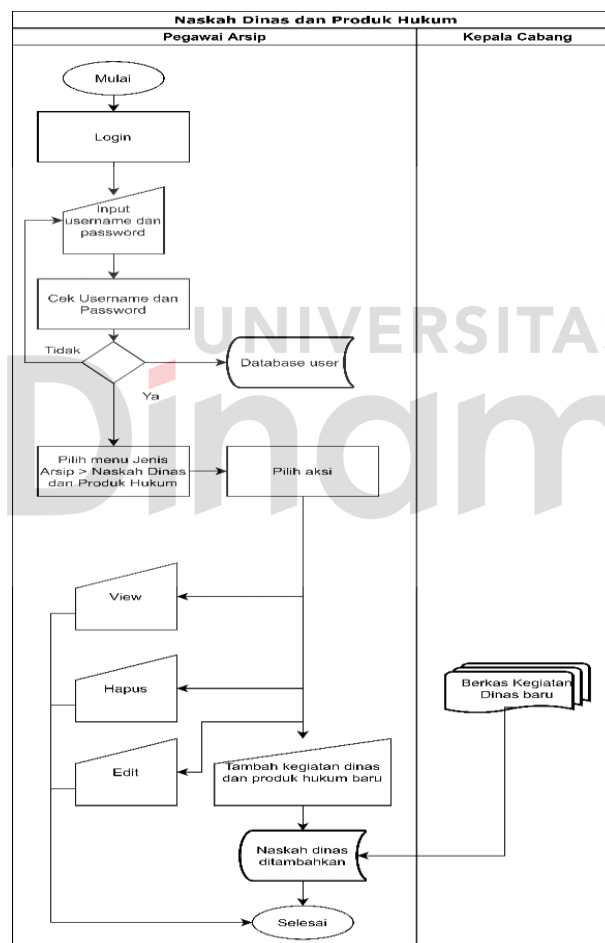 Naskah Dinas dan Produk Hukum
Pegawai Arsip
Kepala Cabang
Mulai
Login
Input
username dan
password
Cek Username dan
Password
UNIVERSITAS
Dinam
Tidak
Database user
Ya
Pilih menu Jenis
Arsip > Naskah Dinas
dan Produk Hukum
Pilih aksi
View
Hapus
Berkas Kegiatan
Dinas baru
Edit
Tambah kegiatan dinas
dan produk hukum baru
Naskah dinas
ditambahkan
Selesai